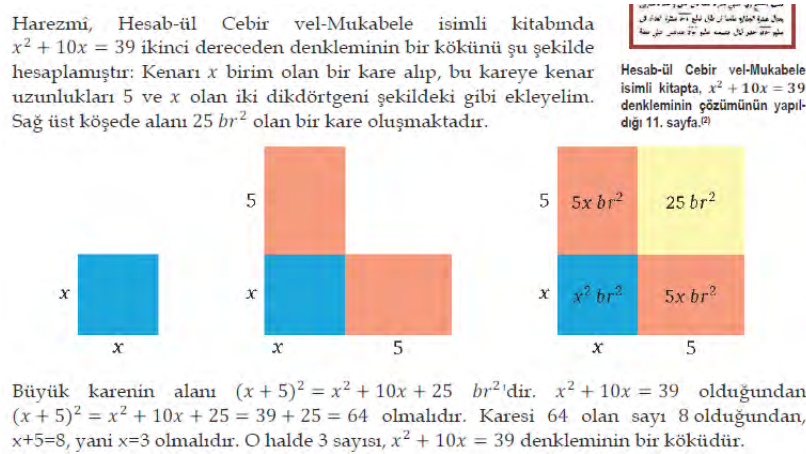 Harezmî, Hesab-ül Cebir vel-Mukabele isimli kitabında
x² + 10x = 39 ikinci dereceden denkleminin bir kökünü şu şekilde
hesaplamıştır: Kenarı x birim olan bir kare alıp, bu kareye kenar
uzunlukları 5 ve x olan iki dikdörtgeni şekildeki gibi ekleyelim.
Sağ üst köşede alanı 25 br² olan bir kare oluşmaktadır.
Hesab-ül Cebir vel-Mukabele
isimli kitapta, x² + 10x = 39
denkleminin çözümünün yapıl-
dığı 11. sayfa.(2)
x
x
5
x
x
5
5
5x br²
25 br²
x
x² br²
5x br²
x
5
Büyük karenin alanı (x + 5)² = x² + 10x + 25 br²'dir. x² + 10x = 39 olduğundan
(x + 5)² = x² + 10x + 25 = 39 + 25 = 64 olmalıdır. Karesi 64 olan sayı 8 olduğundan,
x+5=8, yani x=3 olmalıdır. O halde 3 sayısı, x² + 10x = 39 denkleminin bir köküdür.